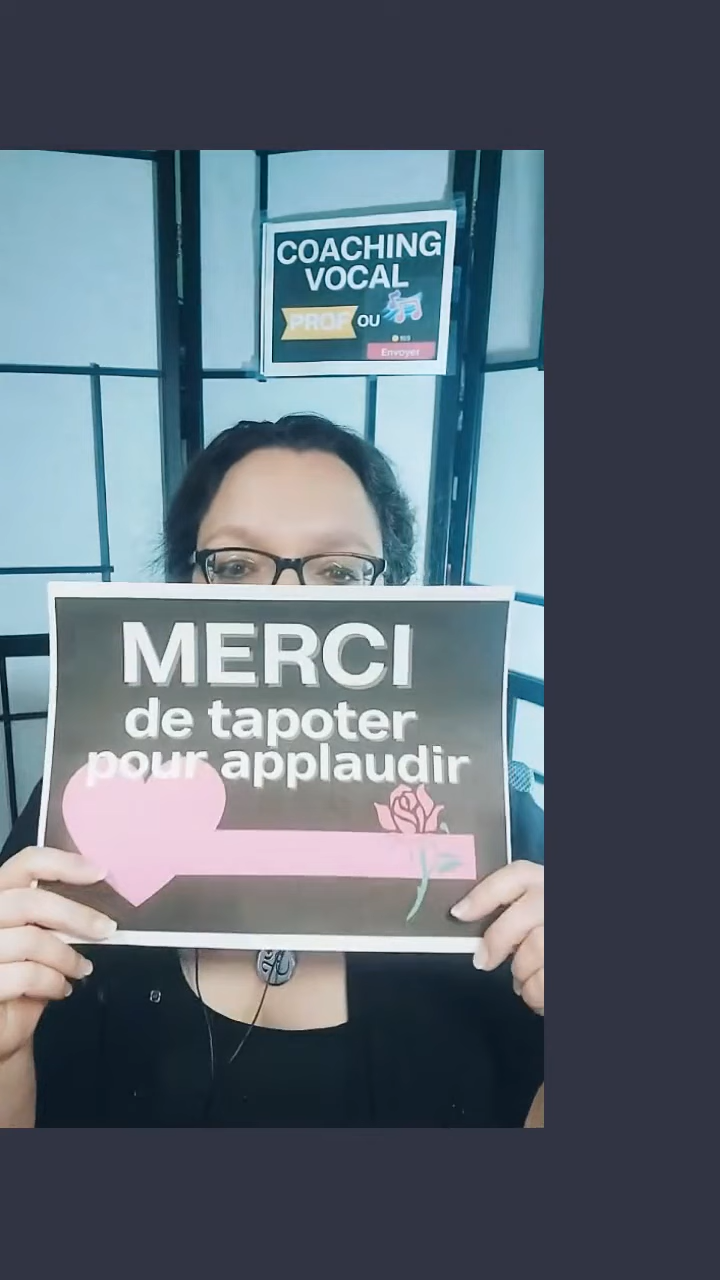 COACHING
VOCAL
PROF OU
Envoyer
MERCI
de tapoter
pour applaudir